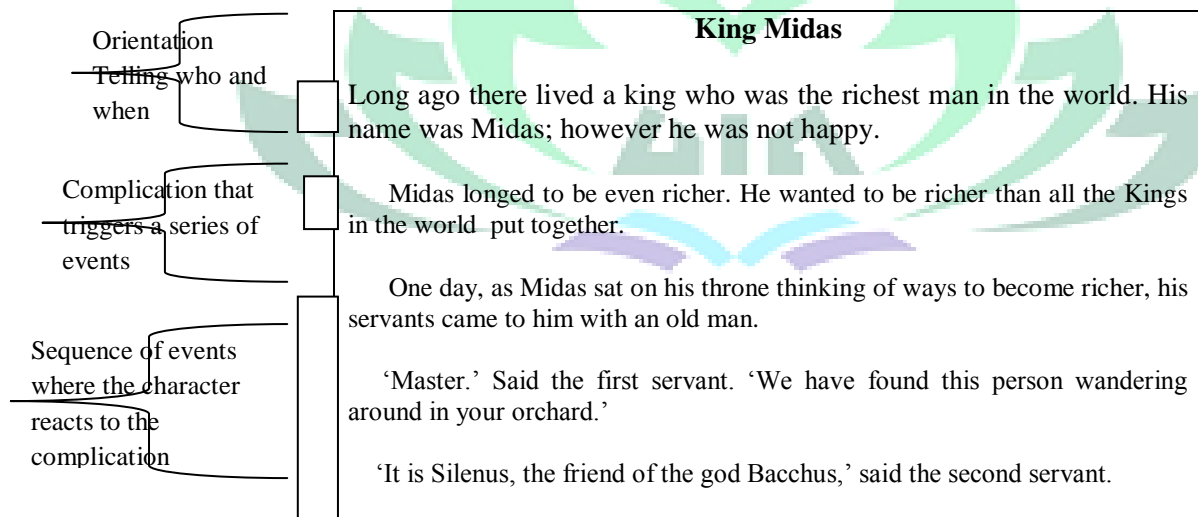 King Midas
Orientation
Telling who and
when
Long ago there lived a king who was the richest man in the world. His
name was Midas; however he was not happy.
Complication that
triggers a series of
events
Midas longed to be even richer. He wanted to be richer than all the Kings
in the world put together.
One day, as Midas sat on his throne thinking of ways to become richer, his
servants came to him with an old man.
Sequence of events
where the character
reacts to the
complication
‘Master.’ Said the first servant. ‘We have found this person wandering
around in your orchard.’
‘It is Silenus, the friend of the god Bacchus,’ said the second servant.